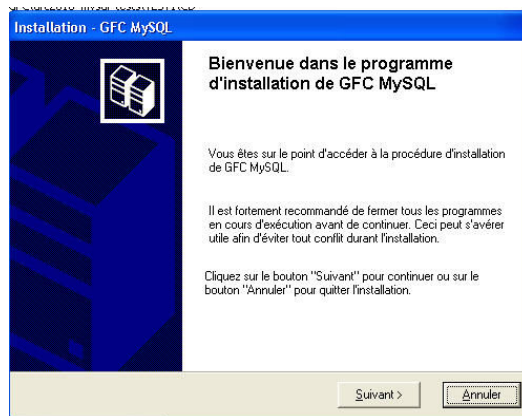 Installation - GFC MySQL
Bienvenue dans le programme
d'installation de GFC MySQL
Vous êtes sur le point d'accéder à la procédure d'installation
de GFC MySQL.
Il est fortement recommandé de fermer tous les programmes
en cours d'exécution avant de continuer. Ceci peut s'avérer
utile afin d'éviter tout conflit durant l'installation.
Cliquez sur le bouton "Suivant" pour continuer ou sur le
bouton "Annuler" pour quitter l'installation.
Suivant >
Annuler